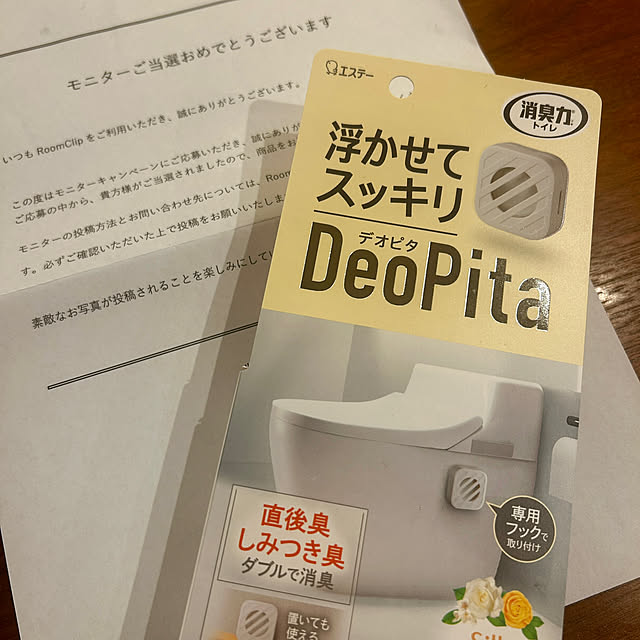 モニターご当選おめでとうございます
いつも RoomClip をご利用いただき、誠にありがとうございます。
この度はモニターキャンペーンにご応募いただき、誠にありが
ご応募の中から、貴方様がご当選されましたので、商品をお
モニターの投稿方法とお問い合わせ先については、Room
す。必ずご確認いただいた上で投稿をお願いいたしま
素敵なお写真が投稿されることを楽しみにしてい
エステー
消臭力
トイレ
浮かせて
スッキリ
デオピタ
DeoPita
専用
フックで
取り付け
直後臭
しみつき臭
ダブルで消臭
置いても
使える